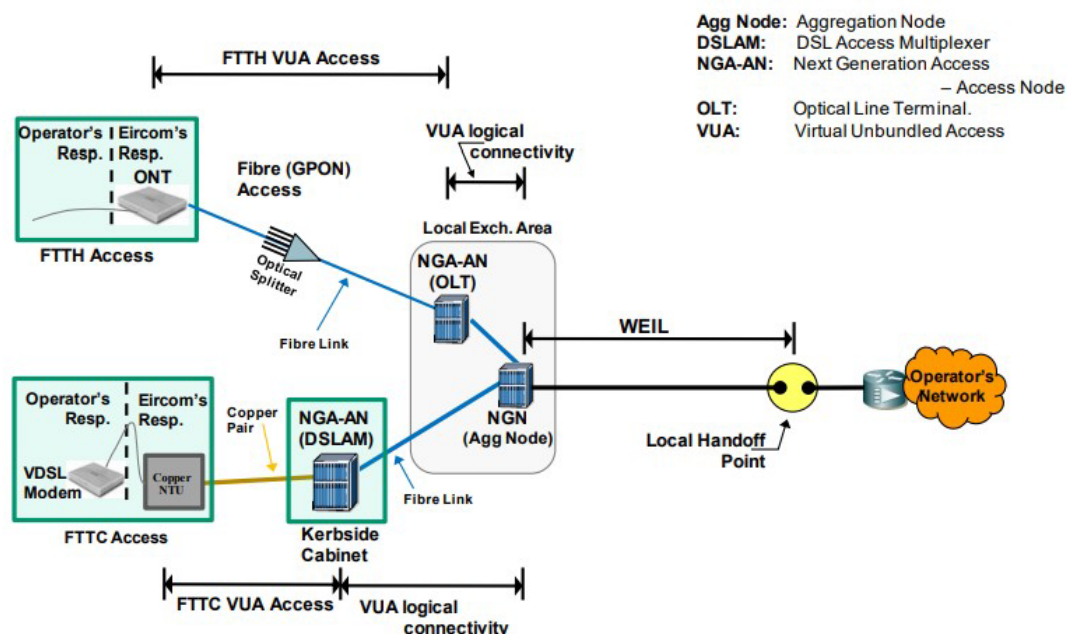 Agg Node: Aggregation Node
DSLAM: DSL Access Multiplexer
NGA-AN: Next Generation Access
– Access Node
OLT: Optical Line Terminal.
VUA: Virtual Unbundled Access
FTTH VUA Access
VUA logical
connectivity
Operator's
Resp.
Eircom's
Resp.
ONT
FTTH Access
Fibre (GPON)
Access
Optical
Splitter
Fibre Link
Local Exch. Area
NGA-AN
(OLT)
WEIL
NGN
(Agg Node)
Local Handoff
Point
Operator's
Network
Operator's
Resp.
Eircom's
Resp.
VDSL
Modem
Copper
NTU
FTTC Access
Copper
Pair
NGA-AN
(DSLAM)
Fibre Link
Kerbside
Cabinet
FTTC VUA Access
VUA logical
connectivity